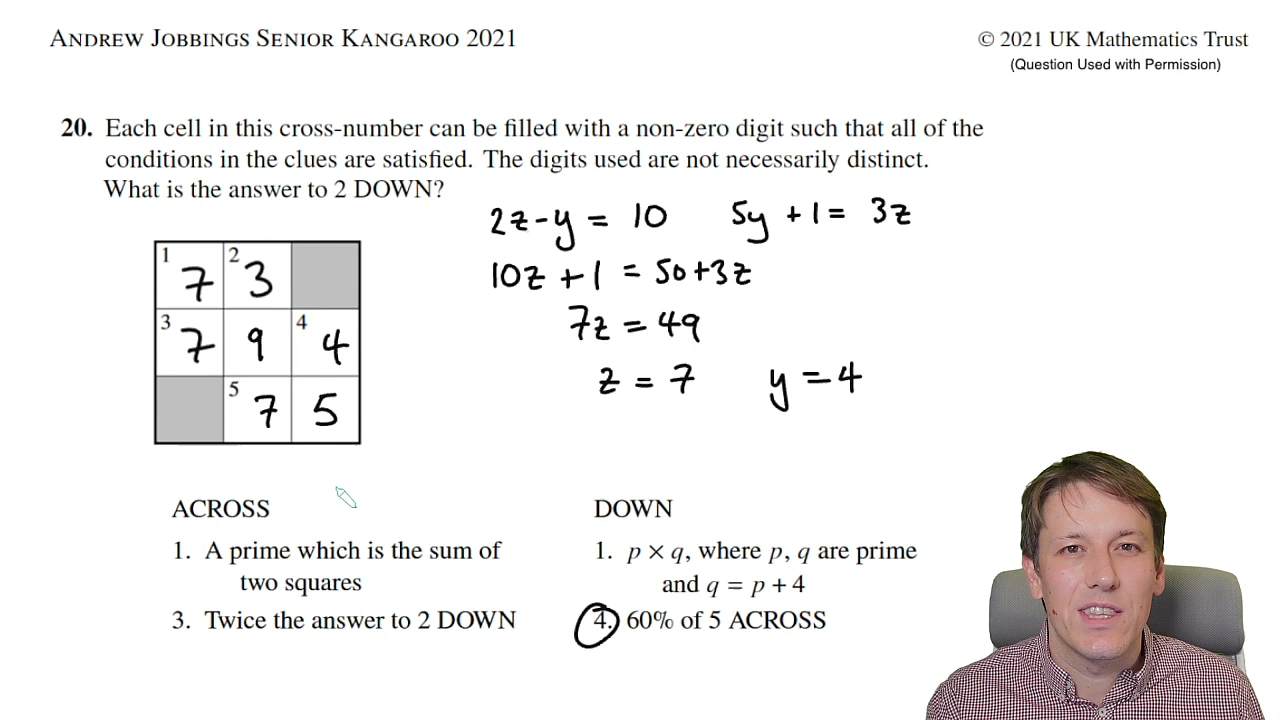 ANDREW JOBBINGS SENIOR KANGAROO 2021
© 2021 UK Mathematics Trust
(Question Used with Permission)
20. Each cell in this cross-number can be filled with a non-zero digit such that all of the
conditions in the clues are satisfied. The digits used are not necessarily distinct.
What is the answer to 2 DOWN?
2z - y = 10 5y + 1 = 3z
10z + 1 = 50 + 3z
7z = 49
z = 7 y = 4
1 7 2 3
3 7 9 4 4
5 7 5
ACROSS
1. A prime which is the sum of
two squares
3. Twice the answer to 2 DOWN
DOWN
1. p × q, where p, q are prime
and q = p + 4
4. 60% of 5 ACROSS